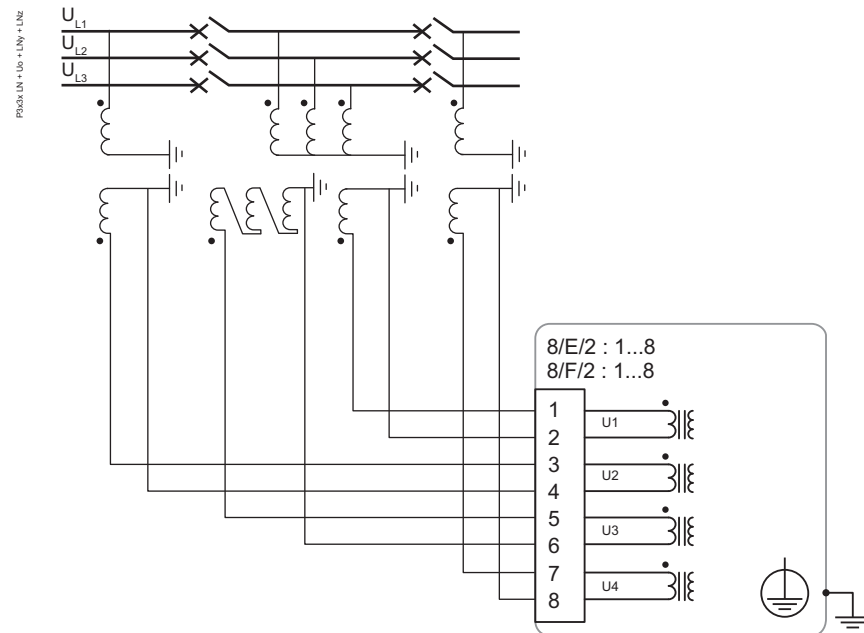 P3x3x LN + Uo + LNy + LNz
UL1
UL2
UL3
8/E/2 : 1...8
8/F/2 : 1...8
1
U1
2
3
U2
4
5
U3
6
7
U4
8